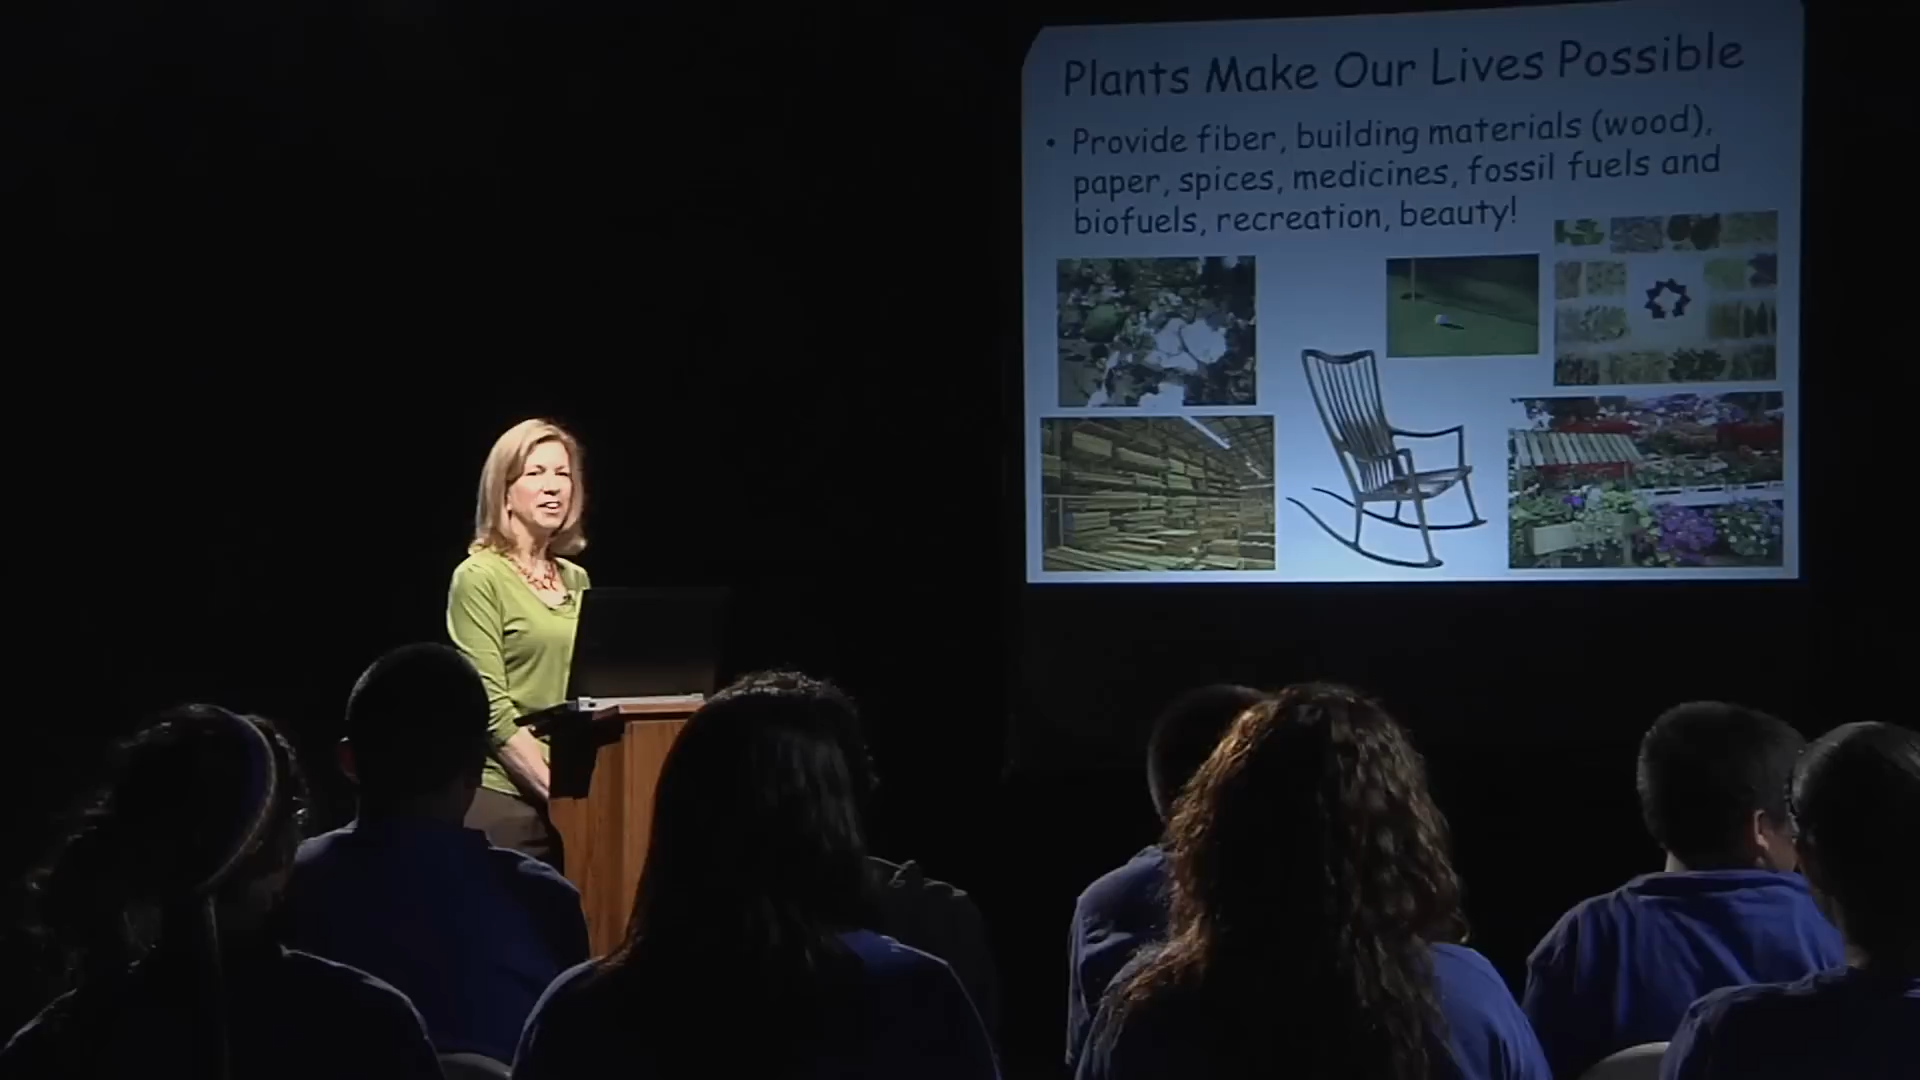 Plants Make Our Lives Possible
• Provide fiber, building materials (wood),
paper, spices, medicines, fossil fuels and
biofuels, recreation, beauty!